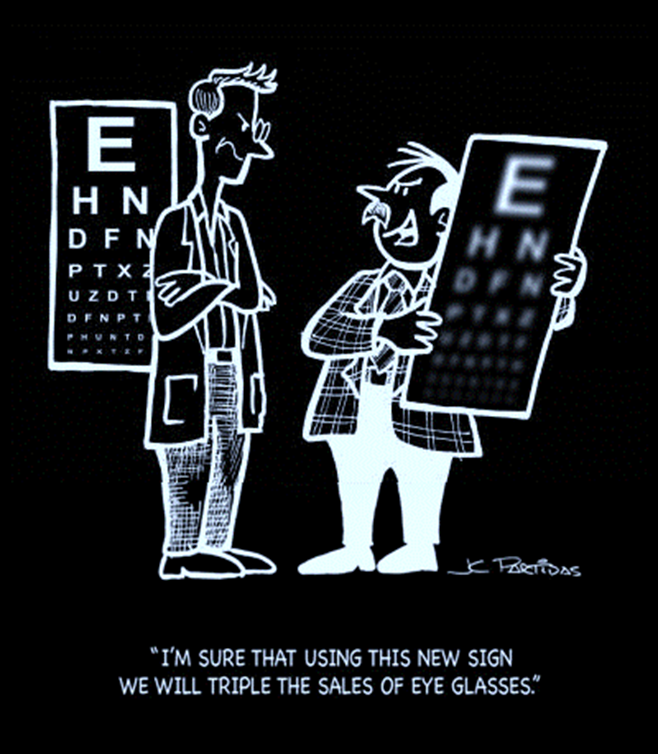 E
H N
D F N
P T X Z
U Z D T
D F N P T
P H U N T D
N P X T Z F
E
H N
D F N
P T X Z
JC PARTIDAS
"I'M SURE THAT USING THIS NEW SIGN
WE WILL TRIPLE THE SALES OF EYE GLASSES."